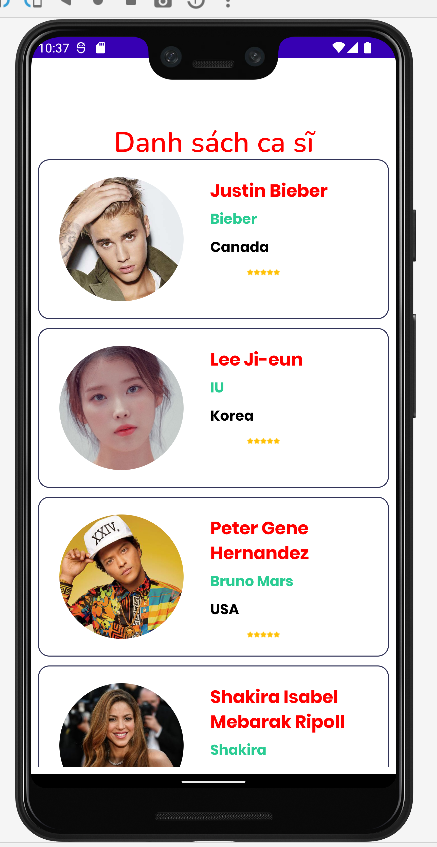 10:37
Danh sách ca sĩ
Justin Bieber
Bieber
Canada
Lee Ji-eun
IU
Korea
XXIV.
Peter Gene
Hernandez
Bruno Mars
USA
Shakira Isabel
Mebarak Ripoll
Shakira